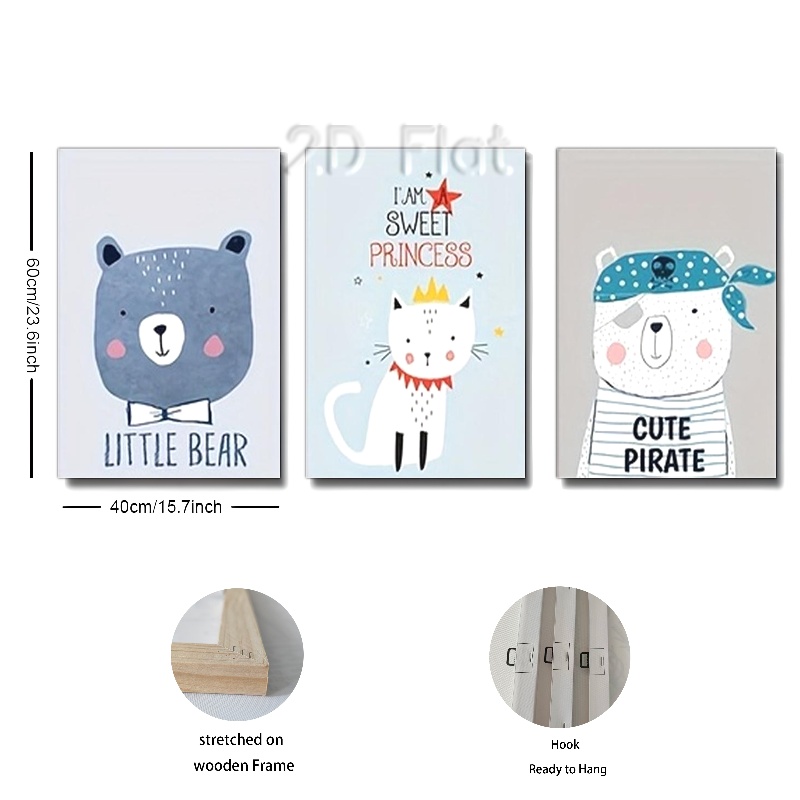 2D Flat
I AM A
SWEET
PRINCESS
LITTLE BEAR
CUTE
PIRATE
60cm/23.6inch
40cm/15.7inch
stretched on
wooden Frame
Hook
Ready to Hang